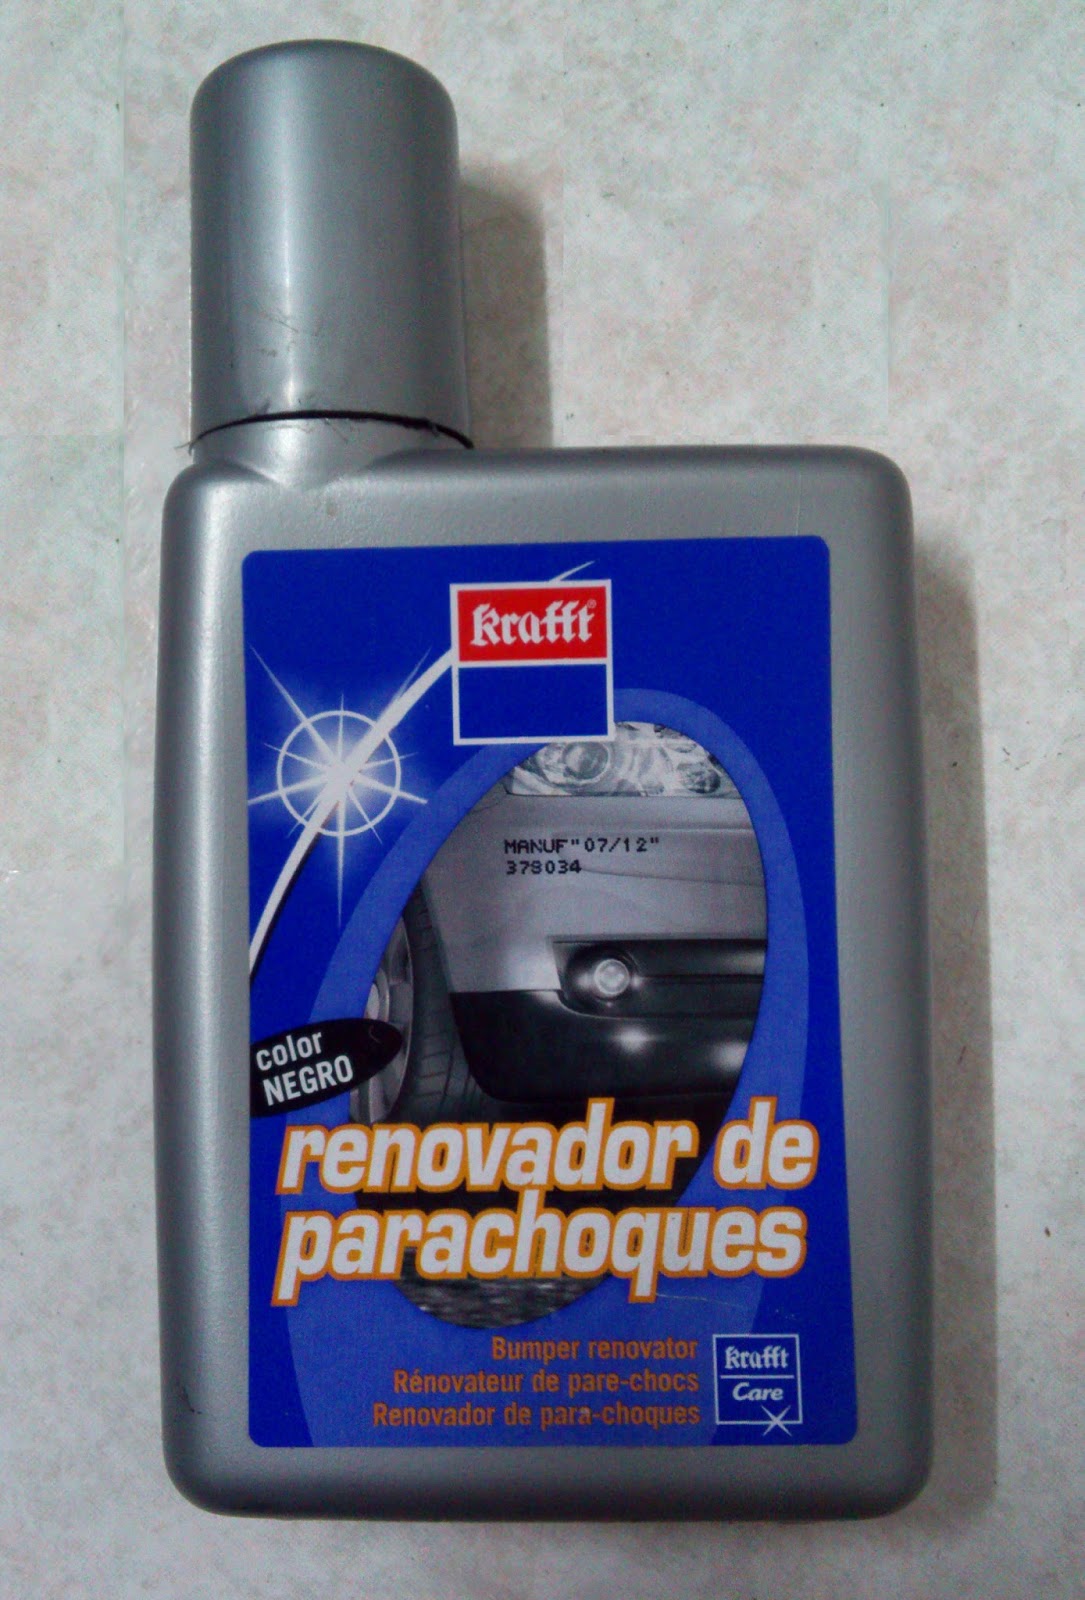 krafft®
MANUF"07/12"
378034
color
NEGRO
renovador de
parachoques
Bumper renovator
Rénovateur de pare-chocs
Renovador de para-choques
krafft
Care